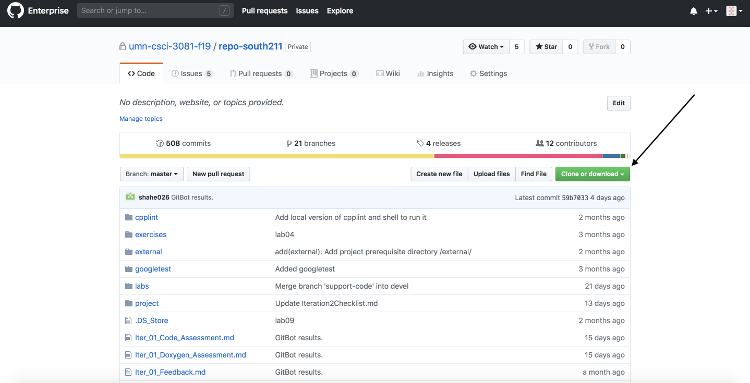 Enterprise Search or jump to... / Pull requests Issues Explore
umn-csci-3081-f19 / repo-south211 Private Watch 5 Star 0 Fork 0
Code Issues 5 Pull requests 0 Projects 0 Wiki Insights Settings
No description, website, or topics provided. Edit
Manage topics
508 commits 21 branches 4 releases 12 contributors
Branch: master New pull request Create new file Upload files Find File Clone or download
shahe026 GitBot results. Latest commit 59b7033 4 days ago
cpplint Add local version of cpplint and shell to run it 2 months ago
exercises lab04 3 months ago
external add(external): Add project prerequisite directory /external/ 2 months ago
googletest Added googletest 3 months ago
labs Merge branch 'support-code' into devel 21 days ago
project Update Iteration2Checklist.md 13 days ago
.DS_Store lab09 2 months ago
Iter_01_Code_Assessment.md GitBot results. 15 days ago
Iter_01_Doxygen_Assessment.md GitBot results. 15 days ago
Iter_01_Feedback.md GitBot results. a month ago